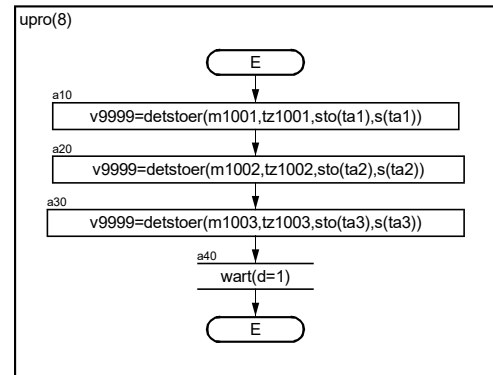 upro(8)
E
a10
v9999=detstoer(m1001,tz1001,sto(ta1),s(ta1))
a20
v9999=detstoer(m1002,tz1002,sto(ta2),s(ta2))
a30
v9999=detstoer(m1003,tz1003,sto(ta3),s(ta3))
a40
wart(d=1)
E